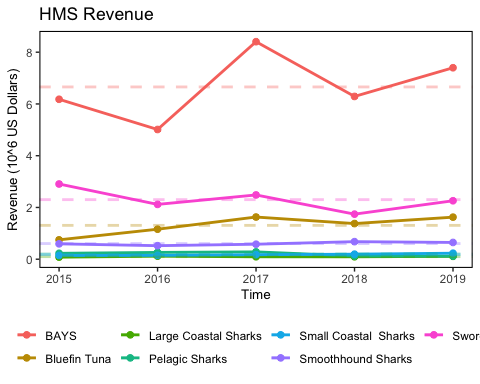 HMS Revenue
Revenue (10^6 US Dollars)
8
6
4
2
0
2015 2016 2017 2018 2019
Time
BAYS Large Coastal Sharks Small Coastal Sharks Swor
Bluefin Tuna Pelagic Sharks Smoothhound Sharks